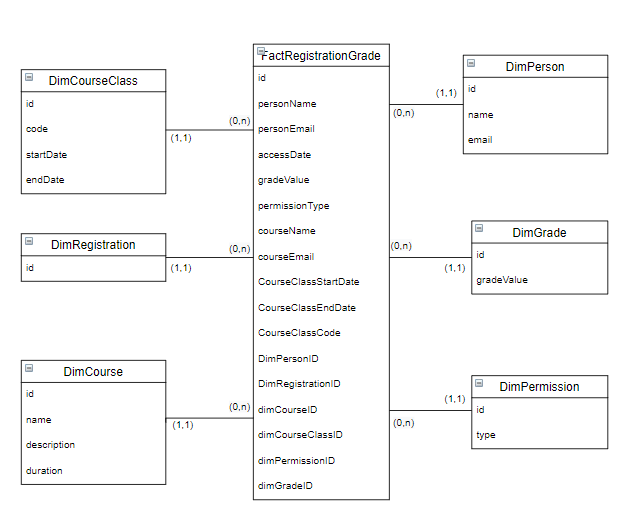 DimCourseClass
id
code
startDate
endDate
(0,n)
(1,1)
DimRegistration
id
(0,n)
(1,1)
DimCourse
id
name
description
duration
(0,n)
(1,1)
FactRegistrationGrade
id
personName
personEmail
accessDate
gradeValue
permissionType
courseName
courseEmail
CourseClassStartDate
CourseClassEndDate
CourseClassCode
DimPersonID
DimRegistrationID
dimCourseID
dimCourseClassID
dimPermissionID
dimGradeID
DimPerson
id
name
email
(1,1)
(0,n)
DimGrade
id
gradeValue
(0,n)
(1,1)
DimPermission
id
type
(1,1)
(0,n)